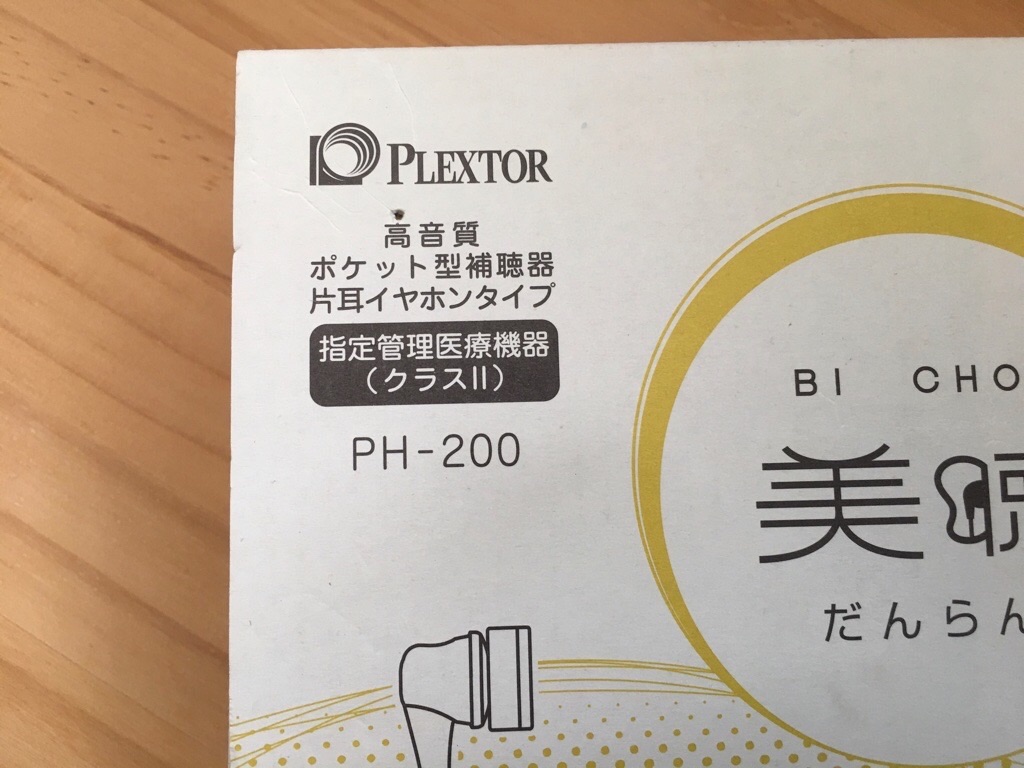 PLEXTOR
高音質
ポケット型補聴器
片耳イヤホンタイプ
指定管理医療機器
(クラスII)
PH-200
BI CHO
美聴
だんらん